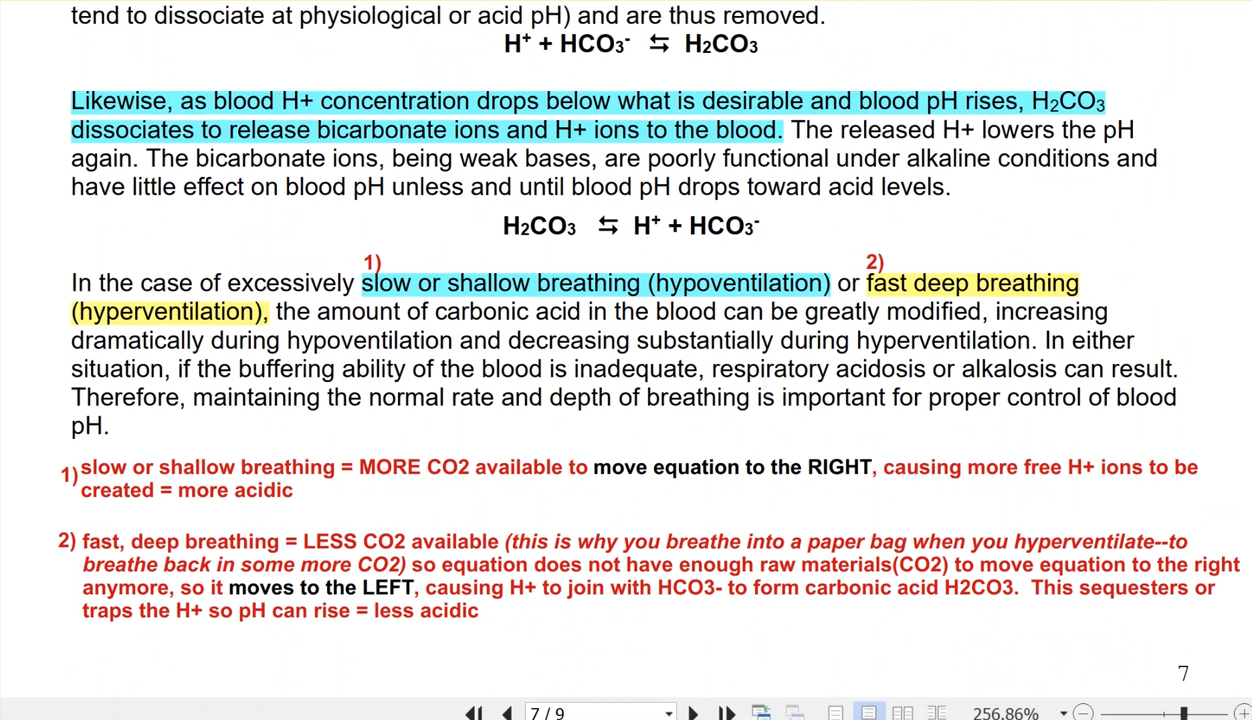 tend to dissociate at physiological or acid pH) and are thus removed.
H⁺ + HCO₃⁻ ⇆ H₂CO₃
Likewise, as blood H+ concentration drops below what is desirable and blood pH rises, H₂CO₃
dissociates to release bicarbonate ions and H+ ions to the blood. The released H+ lowers the pH
again. The bicarbonate ions, being weak bases, are poorly functional under alkaline conditions and
have little effect on blood pH unless and until blood pH drops toward acid levels.
H₂CO₃ ⇆ H⁺ + HCO₃⁻
1) 2)
In the case of excessively slow or shallow breathing (hypoventilation) or fast deep breathing
(hyperventilation), the amount of carbonic acid in the blood can be greatly modified, increasing
dramatically during hypoventilation and decreasing substantially during hyperventilation. In either
situation, if the buffering ability of the blood is inadequate, respiratory acidosis or alkalosis can result.
Therefore, maintaining the normal rate and depth of breathing is important for proper control of blood
pH.
1) slow or shallow breathing = MORE CO2 available to move equation to the RIGHT, causing more free H+ ions to be
created = more acidic
2) fast, deep breathing = LESS CO2 available (this is why you breathe into a paper bag when you hyperventilate--to
breathe back in some more CO2) so equation does not have enough raw materials(CO2) to move equation to the right
anymore, so it moves to the LEFT, causing H+ to join with HCO3- to form carbonic acid H2CO3. This sequesters or
traps the H+ so pH can rise = less acidic
7
7 / 9
256.86%